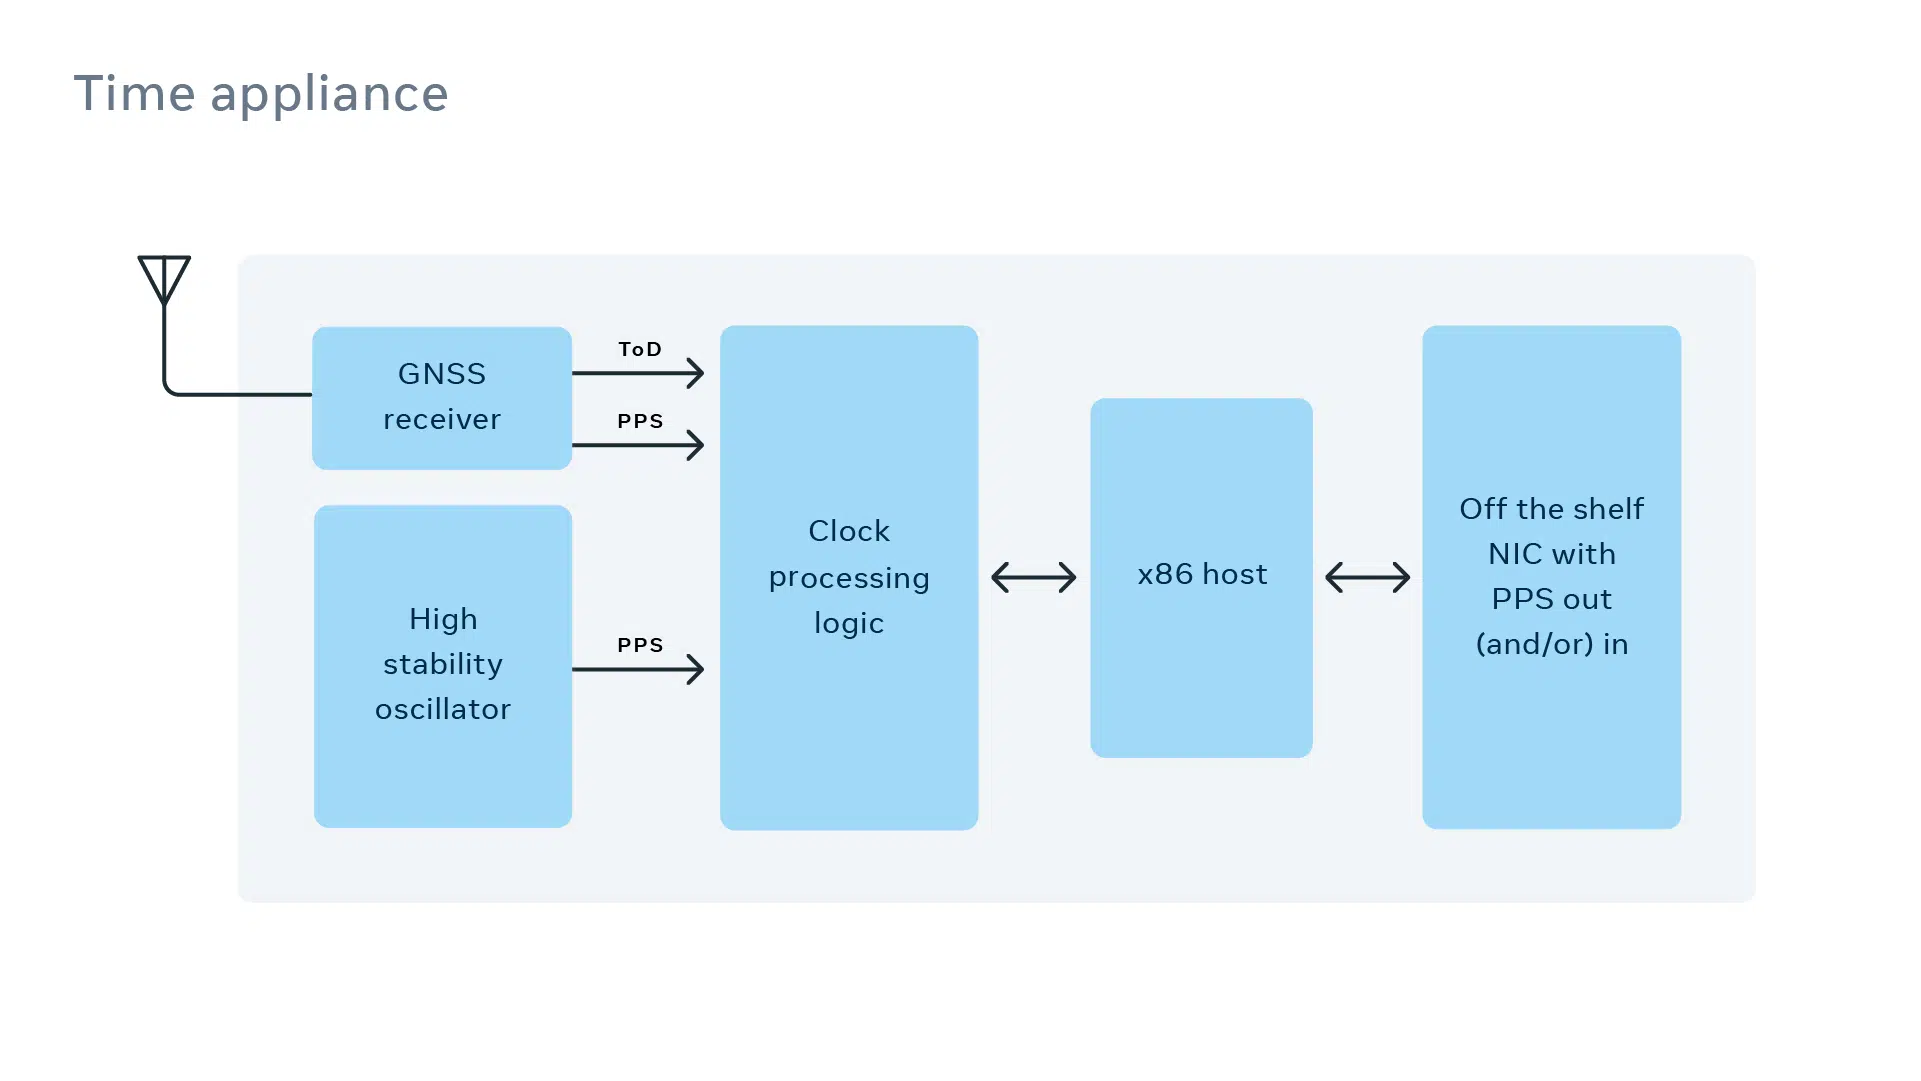 Time appliance
GNSS
receiver
ToD
PPS
High
stability
oscillator
PPS
Clock
processing
logic
x86 host
Off the shelf
NIC with
PPS out
(and/or) in